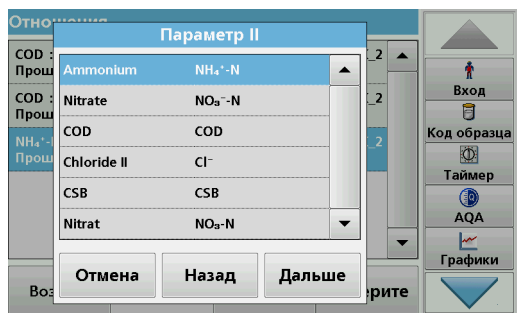 Отношения
Параметр II
COD :
Прош
_2
COD :
Прош
_2
NH₄⁺-
Прош
_2
Ammonium NH₄⁺-N
Nitrate NO₃⁻-N
COD COD
Chloride II Cl⁻
CSB CSB
Nitrat NO₃-N
Отмена Назад Дальше
Воз
ерите
Вход
Код образца
Таймер
AQA
Графики